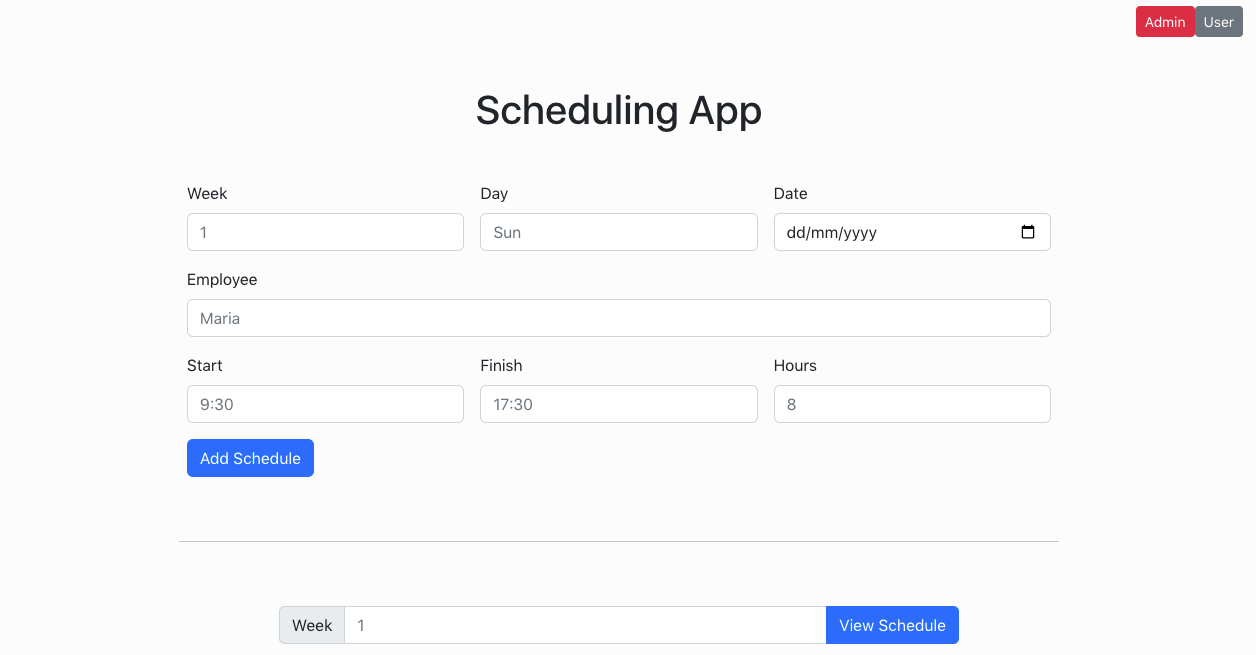 Admin User
Scheduling App
Week Day Date
1 Sun dd/mm/yyyy
Employee
Maria
Start Finish Hours
9:30 17:30 8
Add Schedule
Week 1 View Schedule